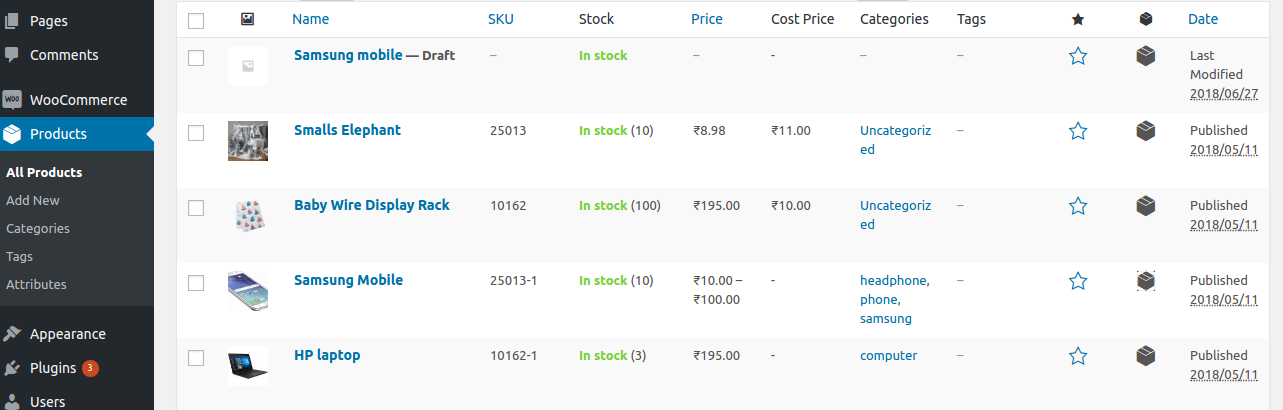 Pages
Comments
WOO WooCommerce
Products
All Products
Add New
Categories
Tags
Attributes
Appearance
Plugins 3
Users
Name SKU Stock Price Cost Price Categories Tags Date
Samsung mobile — Draft – In stock – - – – Last
Modified
2018/06/27
Smalls Elephant 25013 In stock (10) ₹8.98 ₹11.00 Uncategoriz – Published
ed 2018/05/11
Baby Wire Display Rack 10162 In stock (100) ₹195.00 ₹10.00 Uncategoriz – Published
ed 2018/05/11
Samsung Mobile 25013-1 In stock (10) ₹10.00 – - headphone, – Published
₹100.00 phone, 2018/05/11
samsung
HP laptop 10162-1 In stock (3) ₹195.00 - computer – Published
2018/05/11